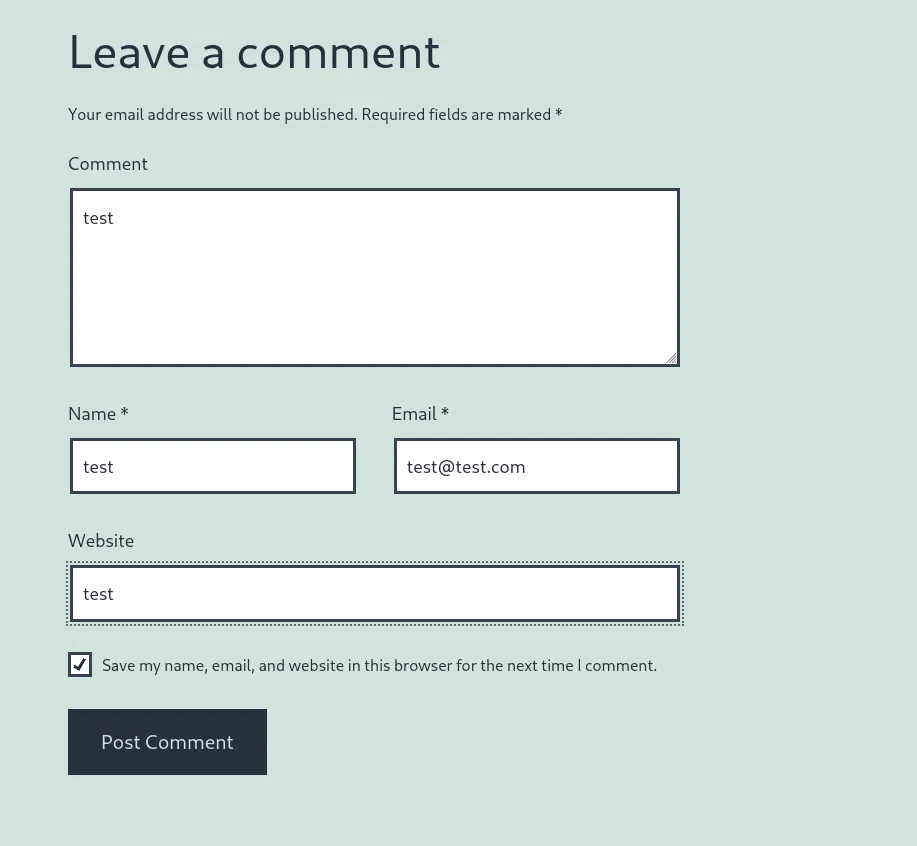 Leave a comment
Your email address will not be published. Required fields are marked *
Comment
test
Name *
Email *
test
test@test.com
Website
test
Save my name, email, and website in this browser for the next time I comment.
Post Comment